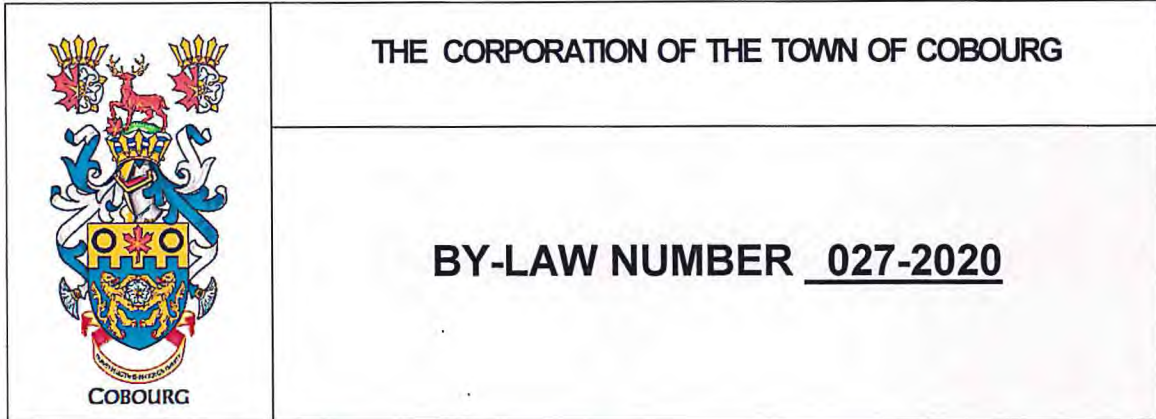 THE CORPORATION OF THE TOWN OF COBOURG
BY-LAW NUMBER 027-2020
COBOURG